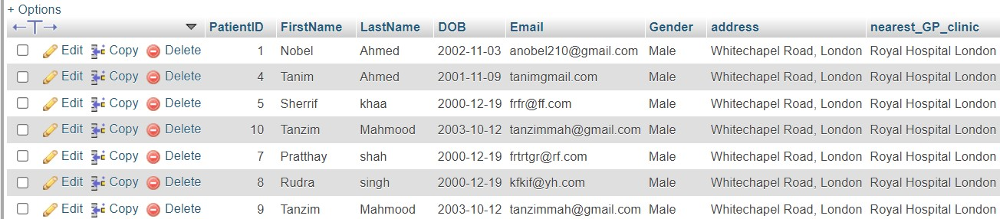 + Options
←T→ PatientID FirstName LastName DOB Email Gender address nearest_GP_clinic
Edit Copy Delete 1 Nobel Ahmed 2002-11-03 anobel210@gmail.com Male Whitechapel Road, London Royal Hospital London
Edit Copy Delete 4 Tanim Ahmed 2001-11-09 tanimgmail.com Male Whitechapel Road, London Royal Hospital London
Edit Copy Delete 5 Sherrif khaa 2000-12-19 frfr@ff.com Male Whitechapel Road, London Royal Hospital London
Edit Copy Delete 10 Tanzim Mahmood 2003-10-12 tanzimmah@gmail.com Male Whitechapel Road, London Royal Hospital London
Edit Copy Delete 7 Pratthay shah 2000-12-19 frtrtgr@rf.com Male Whitechapel Road, London Royal Hospital London
Edit Copy Delete 8 Rudra singh 2000-12-19 kfkif@yh.com Male Whitechapel Road, London Royal Hospital London
Edit Copy Delete 9 Tanzim Mahmood 2003-10-12 tanzimmah@gmail.com Male Whitechapel Road, London Royal Hospital London